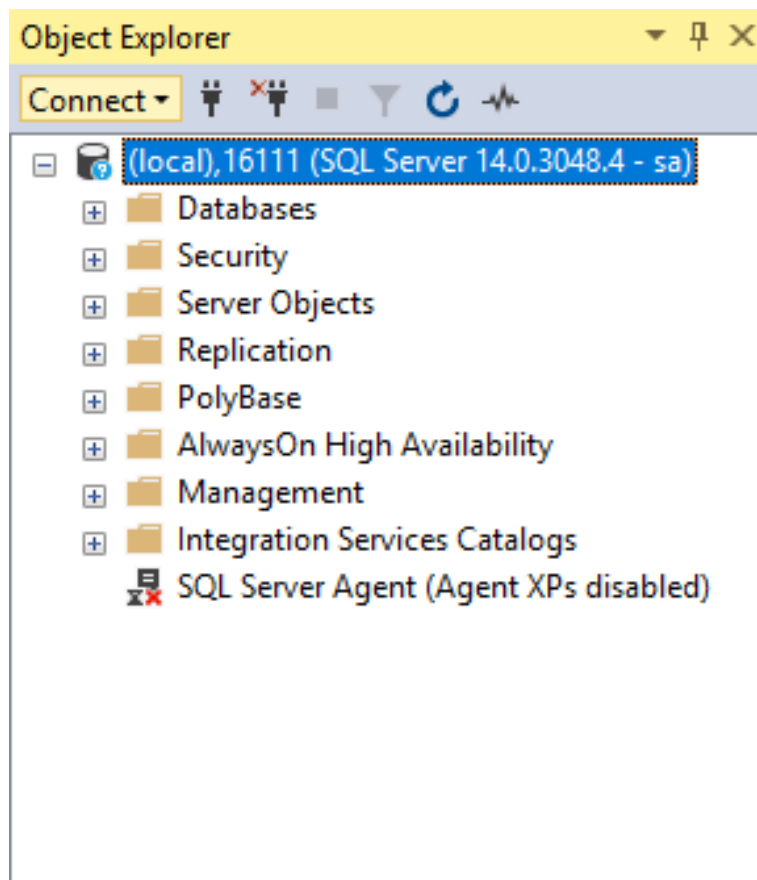 Object Explorer
Connect
(local),16111 (SQL Server 14.0.3048.4 - sa)
Databases
Security
Server Objects
Replication
PolyBase
AlwaysOn High Availability
Management
Integration Services Catalogs
SQL Server Agent (Agent XPs disabled)